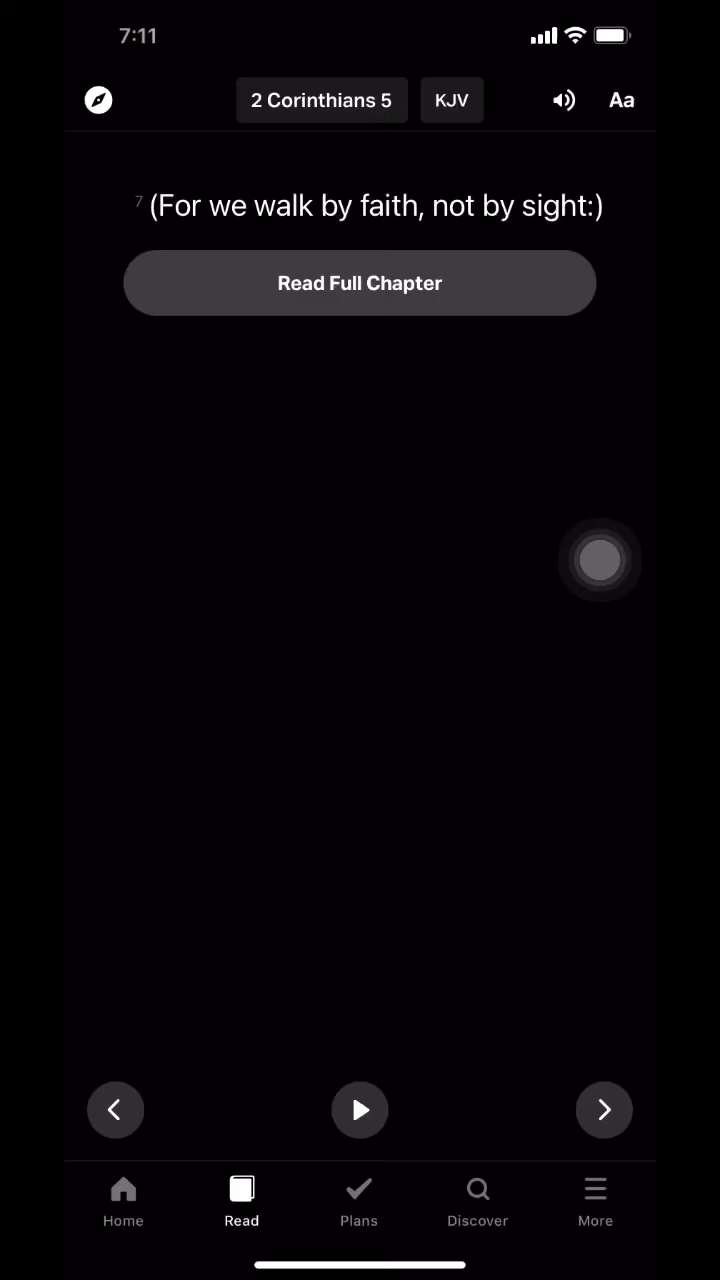 7:11
2 Corinthians 5 KJV Aa
7 (For we walk by faith, not by sight:)
Read Full Chapter
Home Read Plans Discover More